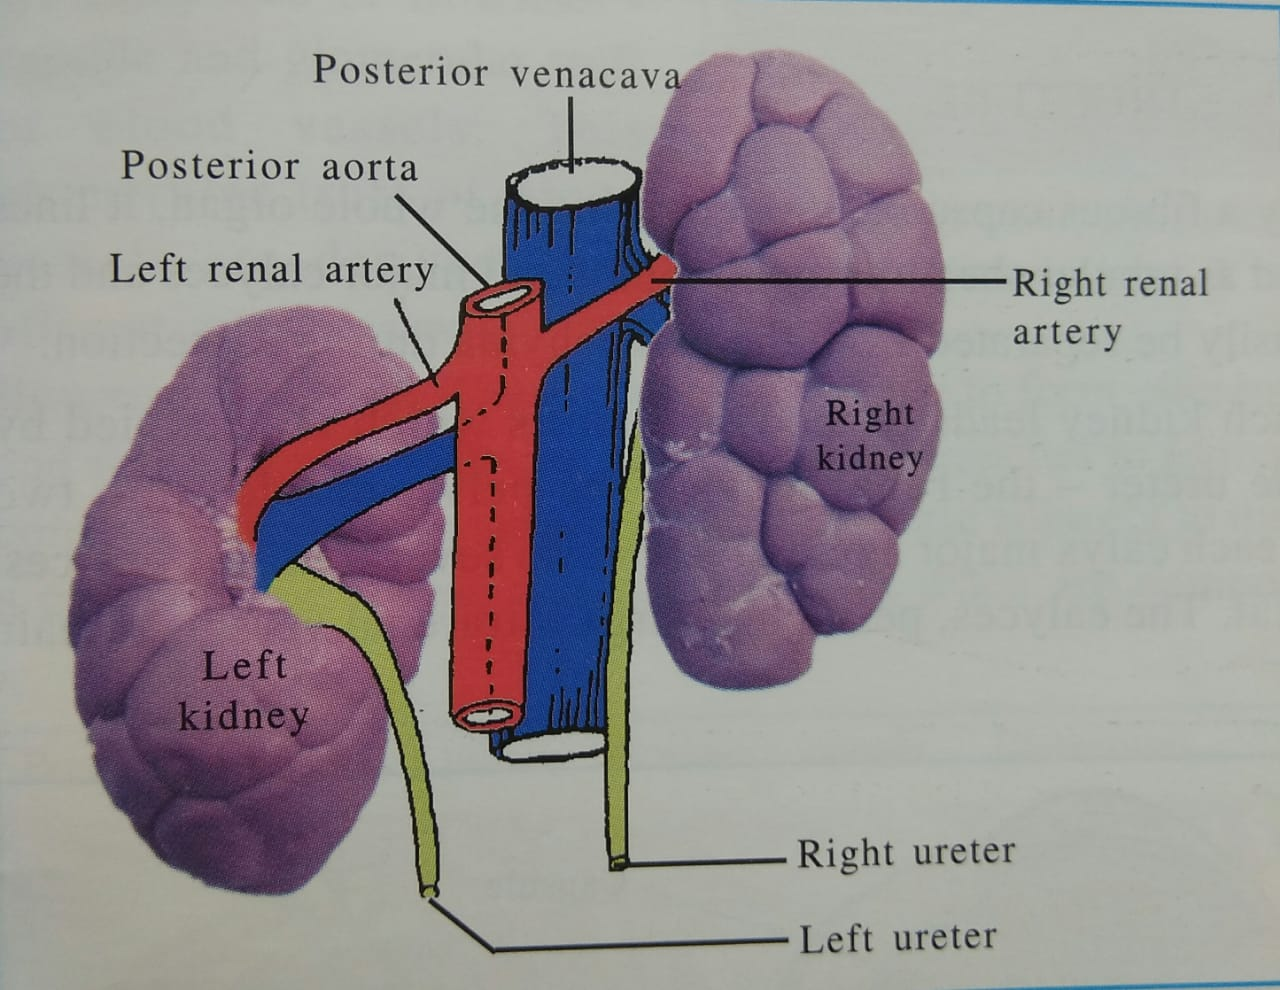 Posterior venacava
Posterior aorta
Left renal artery
Right renal
artery
Right
kidney
Left
kidney
Right ureter
Left ureter